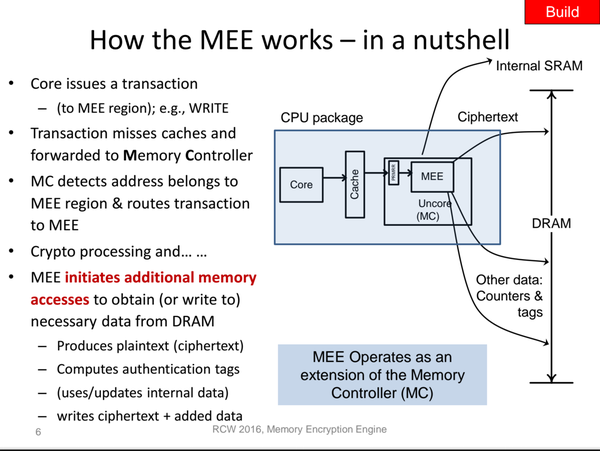 Build
How the MEE works – in a nutshell
• Core issues a transaction
– (to MEE region); e.g., WRITE
• Transaction misses caches and
forwarded to Memory Controller
• MC detects address belongs to
MEE region & routes transaction
to MEE
• Crypto processing and… …
• MEE initiates additional memory
accesses to obtain (or write to)
necessary data from DRAM
– Produces plaintext (ciphertext)
– Computes authentication tags
– (uses/updates internal data)
– writes ciphertext + added data
Internal SRAM
CPU package
Ciphertext
Core
Cache
MEE
Uncore
(MC)
DRAM
Other data:
Counters &
tags
MEE Operates as an
extension of the Memory
Controller (MC)
6
RCW 2016, Memory Encryption Engine